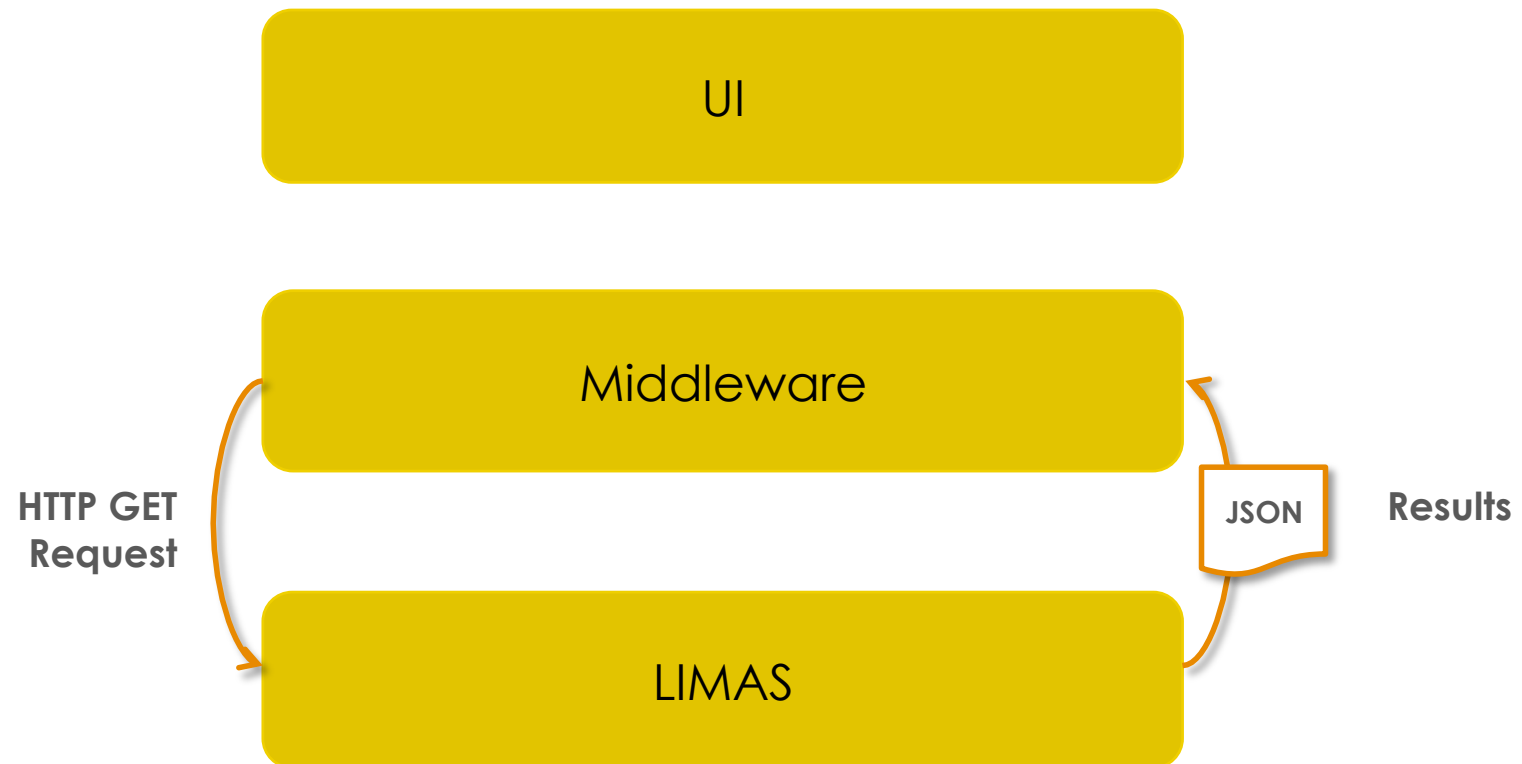 UI
Middleware
HTTP GET
Request
JSON
Results
LIMAS